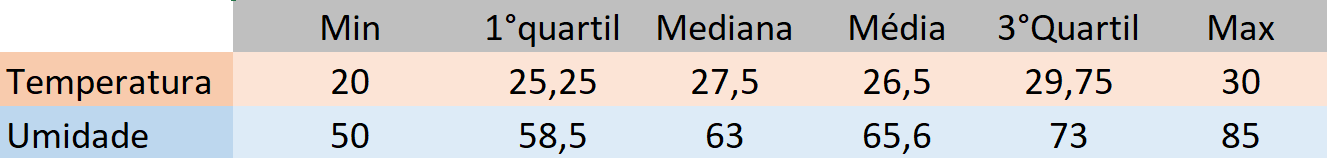 Min 1°quartil Mediana Média 3°Quartil Max
Temperatura 20 25,25 27,5 26,5 29,75 30
Umidade 50 58,5 63 65,6 73 85